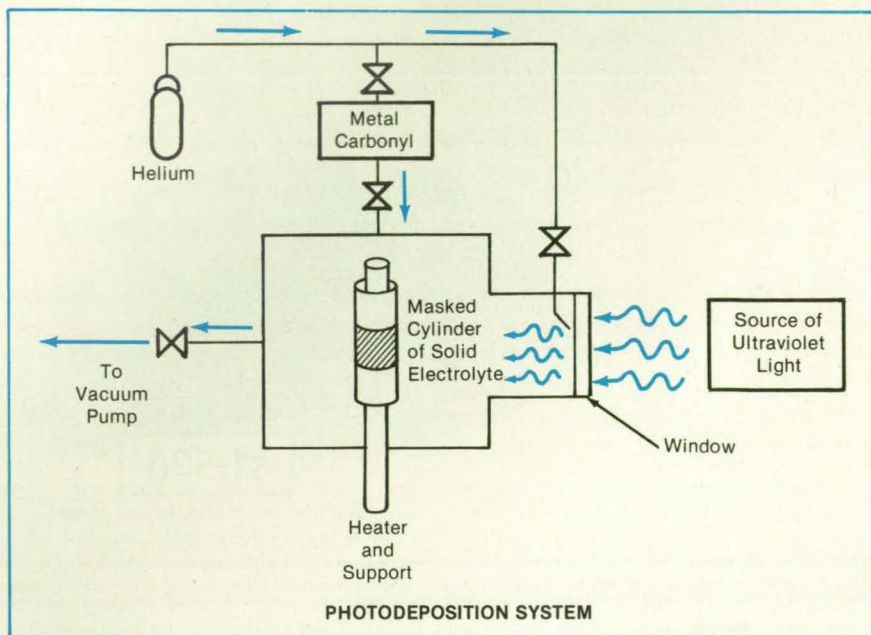 Helium
Metal
Carbonyl
Masked
Cylinder
of Solid
Electrolyte
Source of
Ultraviolet
Light
To
Vacuum
Pump
Window
Heater
and
Support
PHOTODEPOSITION SYSTEM